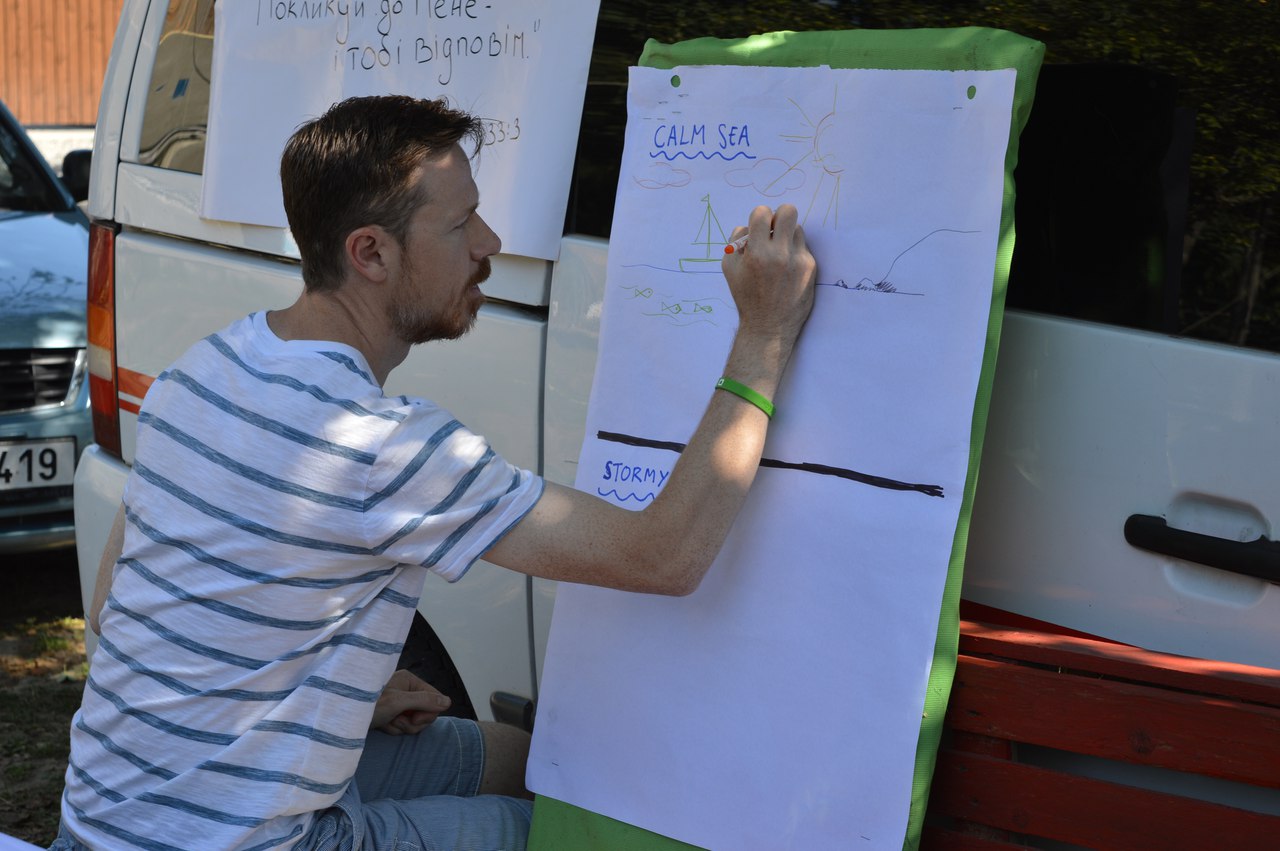 "Покликуй до Мене-
і тобі відповім."
33:3
CALM SEA
STORMY
419